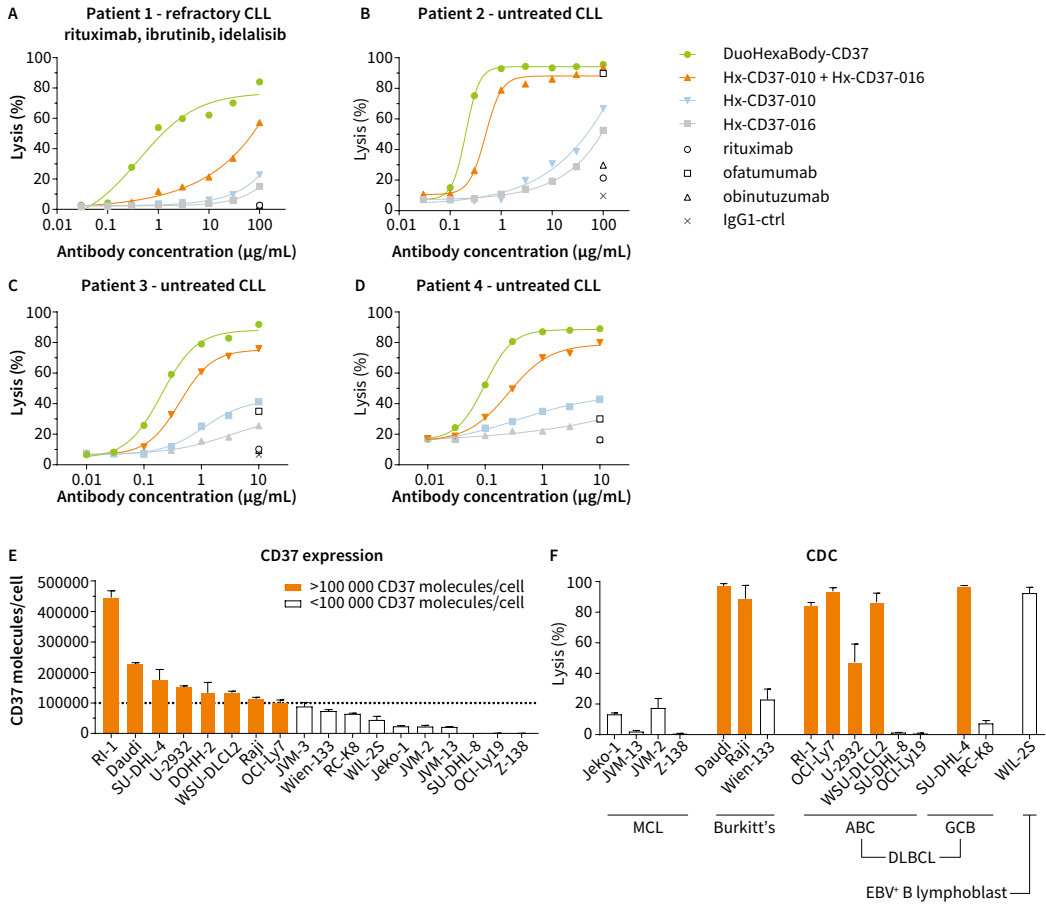 A
Patient 1 - refractory CLL
rituximab, ibrutinib, idelalisib
Lysis (%)
100
80
60
40
20
0
0.1
1
10
100
Antibody concentration (µg/mL)
B
Patient 2 - untreated CLL
Lysis (%)
100
80
60
40
20
0
0.1
1
10
100
Antibody concentration (µg/mL)
DuoHexaBody-CD37
Hx-CD37-010 + Hx-CD37-016
Hx-CD37-010
Hx-CD37-016
rituximab
ofatumumab
obinutuzumab
IgG1-ctrl
C
Patient 3 - untreated CLL
Lysis (%)
100
80
60
40
20
0
0.01
0.1
1
10
Antibody concentration (µg/mL)
D
Patient 4 - untreated CLL
Lysis (%)
100
80
60
40
20
0
0.01
0.1
1
10
Antibody concentration (µg/mL)
E
CD37 expression
CD37 molecules/cell
500000
400000
300000
200000
100000
0
>100 000 CD37 molecules/cell
<100 000 CD37 molecules/cell
RI-1
Daudi
SU-DHL-4
U-2932
DOHH-2
WSU-DLCL2
Raji
OCI-Ly7
JVM-3
Wien-133
RC-K8
WIL-2S
Jeko-1
JVM-2
JVM-13
SU-DHL-8
OCI-Ly19
Z-138
F
CDC
Lysis (%)
100
80
60
40
20
0
Jeko-1
JVM-13
JVM-2
Z-138
Daudi
Raji
Wien-133
RI-1
OCI-Ly7
U-2932
WSU-DLCL2
SU-DHL-8
OCI-Ly19
SU-DHL-4
RC-K8
WIL-2S
MCL
Burkitt's
ABC
GCB
DLBCL
EBV⁺ B lymphoblast